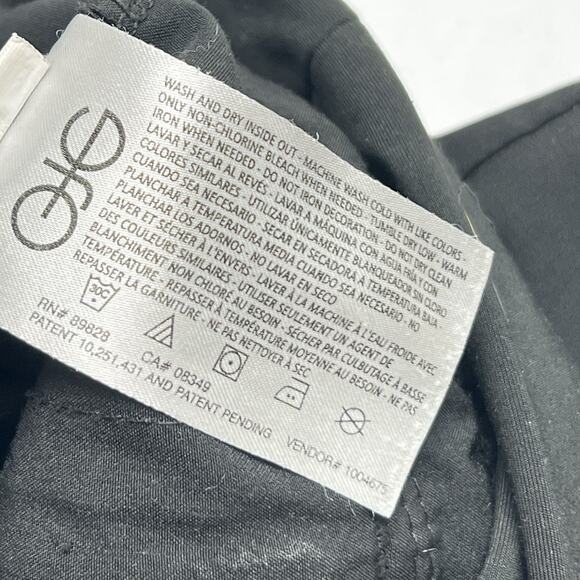 WASH AND DRY INSIDE OUT - MACHINE WASH COLD WITH LIKE COLORS -
ONLY NON-CHLORINE BLEACH WHEN NEEDED - TUMBLE DRY LOW - WARM
IRON WHEN NEEDED - DO NOT IRON DECORATION - DO NOT DRY CLEAN
LAVAR Y SECAR AL REVÉS - LAVAR A MÁQUINA CON AGUA FRÍA Y CON
COLORES SIMILARES - UTILIZAR ÚNICAMENTE BLANQUEADOR SIN CLORO
CUANDO SEA NECESARIO - SECAR EN SECADORA A TEMPERATURA BAJA -
PLANCHAR A TEMPERATURA MEDIA CUANDO SEA NECESARIO - NO
PLANCHAR LOS ADORNOS - NO LAVAR EN SECO
LAVER ET SÉCHER À L'ENVERS - LAVER À LA MACHINE À L'EAU FROIDE AVEC
DES COULEURS SIMILAIRES - UTILISER SEULEMENT UN AGENT DE
BLANCHIMENT NON CHLORÉ AU BESOIN - SÉCHER PAR CULBUTAGE À BASSE
TEMPÉRATURE - REPASSER À TEMPÉRATURE MOYENNE AU BESOIN - NE PAS
REPASSER LA GARNITURE - NE PAS NETTOYER À SEC
30C
RN# 89828 CA# 08349
PATENT 10,251,431 AND PATENT PENDING VENDOR# 1004675